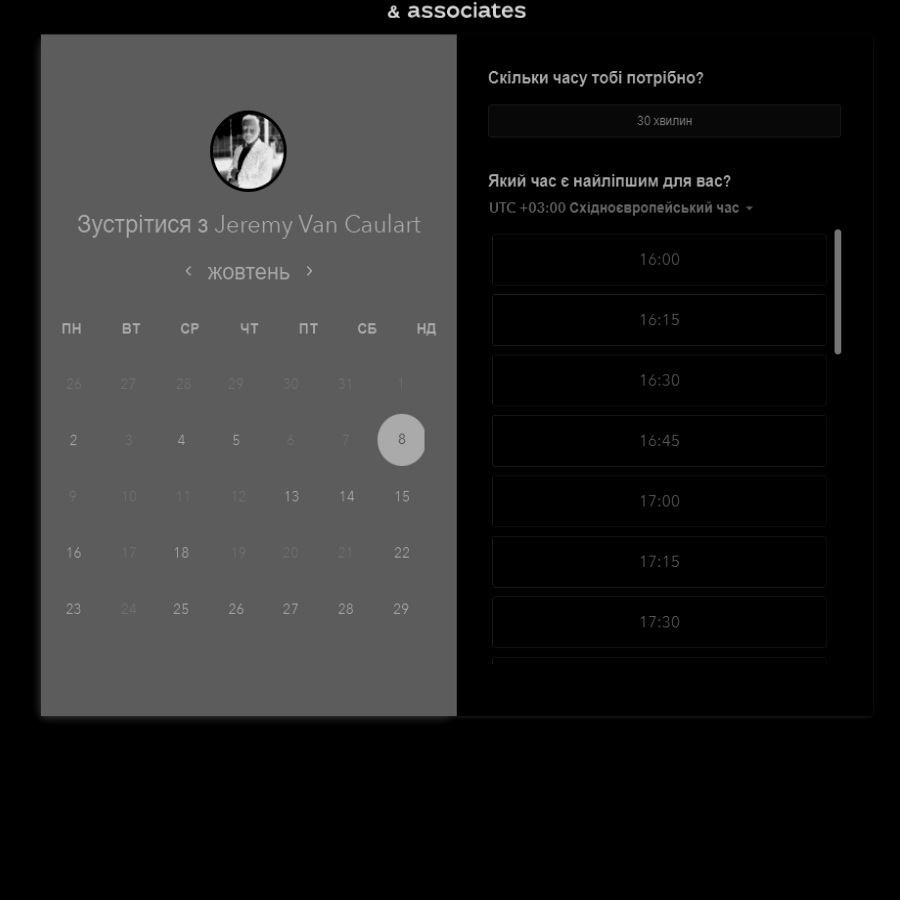 & associates
Зустрітися з Jeremy Van Caulart
‹ жовтень ›
ПН ВТ СР ЧТ ПТ СБ НД
26 27 28 29 30 31 1
2 3 4 5 6 7 8
9 10 11 12 13 14 15
16 17 18 19 20 21 22
23 24 25 26 27 28 29
Скільки часу тобі потрібно?
30 хвилин
Який час є найліпшим для вас?
UTC +03:00 Східноєвропейський час
16:00
16:15
16:30
16:45
17:00
17:15
17:30